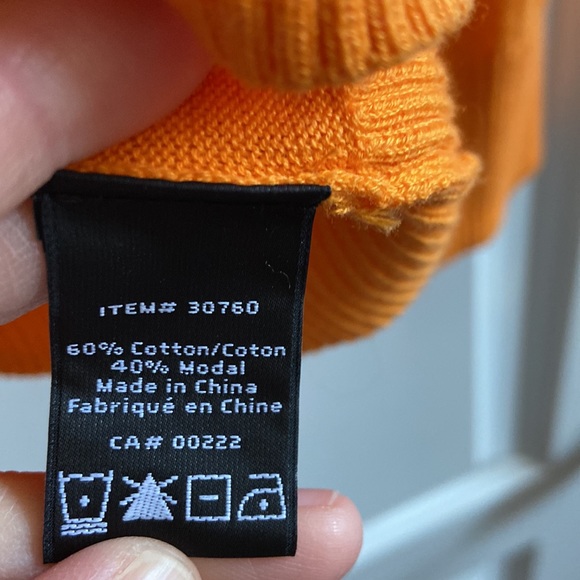 ITEM# 30760
60% Cotton/Coton
40% Modal
Made in China
Fabriqué en Chine
CA# 00222